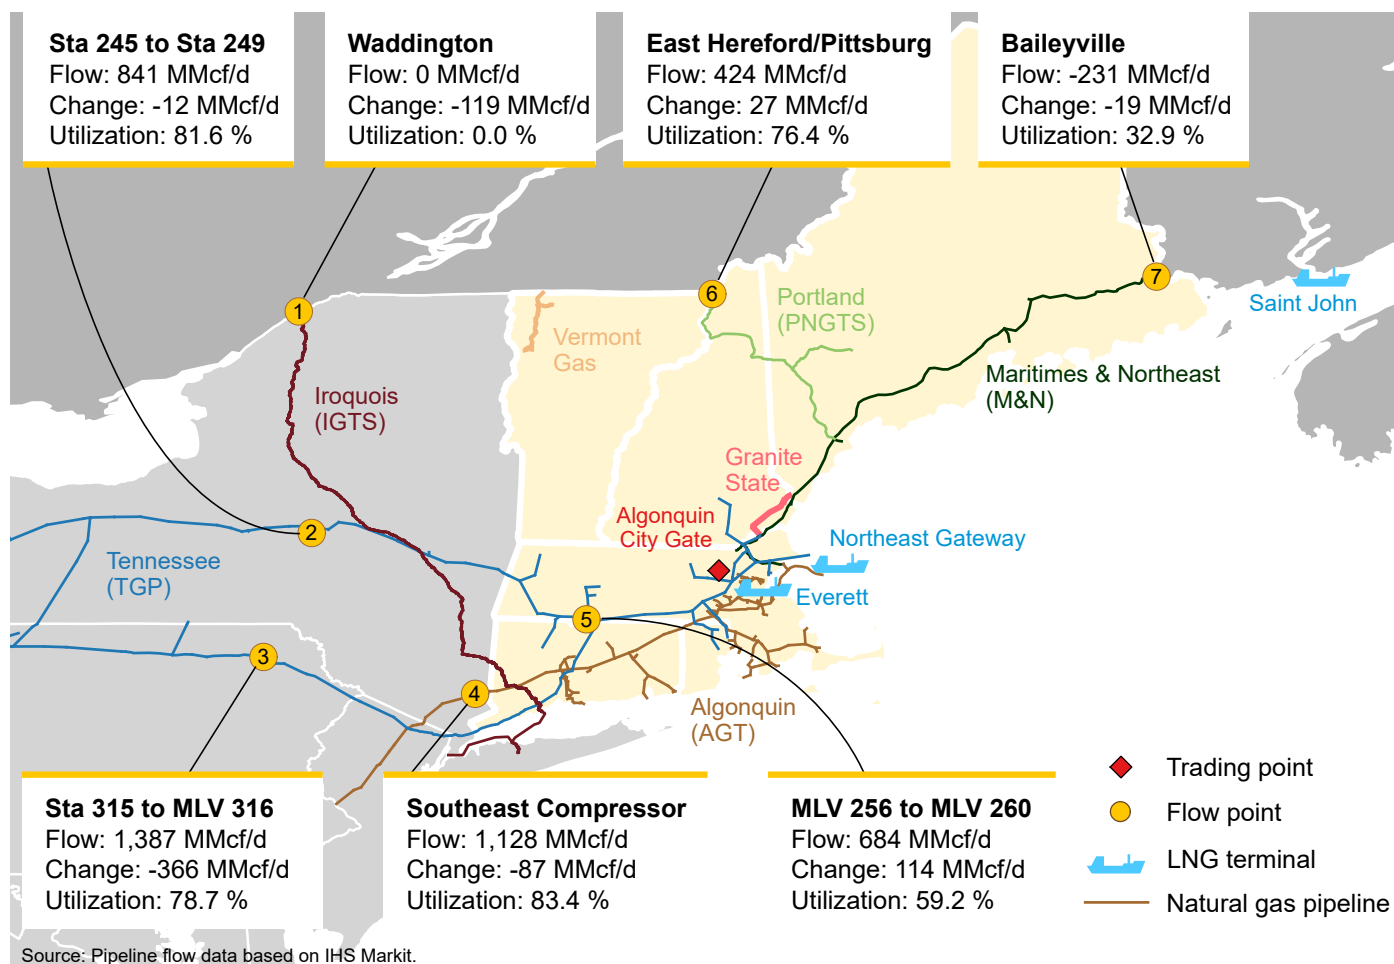 Sta 245 to Sta 249
Flow: 841 MMcf/d
Change: -12 MMcf/d
Utilization: 81.6 %
Waddington
Flow: 0 MMcf/d
Change: -119 MMcf/d
Utilization: 0.0 %
East Hereford/Pittsburg
Flow: 424 MMcf/d
Change: 27 MMcf/d
Utilization: 76.4 %
Baileyville
Flow: -231 MMcf/d
Change: -19 MMcf/d
Utilization: 32.9 %
1
6
7
Portland
(PNGTS)
Saint John
Vermont
Gas
Iroquois
(IGTS)
Maritimes & Northeast
(M&N)
Granite
State
Algonquin
City Gate
2
Northeast Gateway
Tennessee
(TGP)
Everett
5
3
4
Algonquin
(AGT)
Sta 315 to MLV 316
Flow: 1,387 MMcf/d
Change: -366 MMcf/d
Utilization: 78.7 %
Southeast Compressor
Flow: 1,128 MMcf/d
Change: -87 MMcf/d
Utilization: 83.4 %
MLV 256 to MLV 260
Flow: 684 MMcf/d
Change: 114 MMcf/d
Utilization: 59.2 %
Trading point
Flow point
LNG terminal
Natural gas pipeline
Source: Pipeline flow data based on IHS Markit.